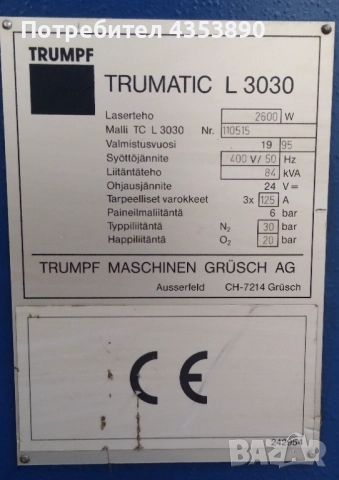 Потребител 4353890
TRUMPF
TRUMATIC L 3030
Laserteho 2600 W
Malli TC L 3030 Nr. 110515
Valmistusvuosi 19 95
Syöttöjännite 400 V/ 50 Hz
Liitäntäteho 84 kVA
Ohjausjännite 24 V=
Tarpeelliset varokkeet 3x 125 A
Paineilmaliitäntä 6 bar
Typpiliitäntä N₂ 30 bar
Happiliitäntä O₂ 20 bar
TRUMPF MASCHINEN GRÜSCH AG
Ausserfeld CH-7214 Grüsch
CE
242954
BAZAR